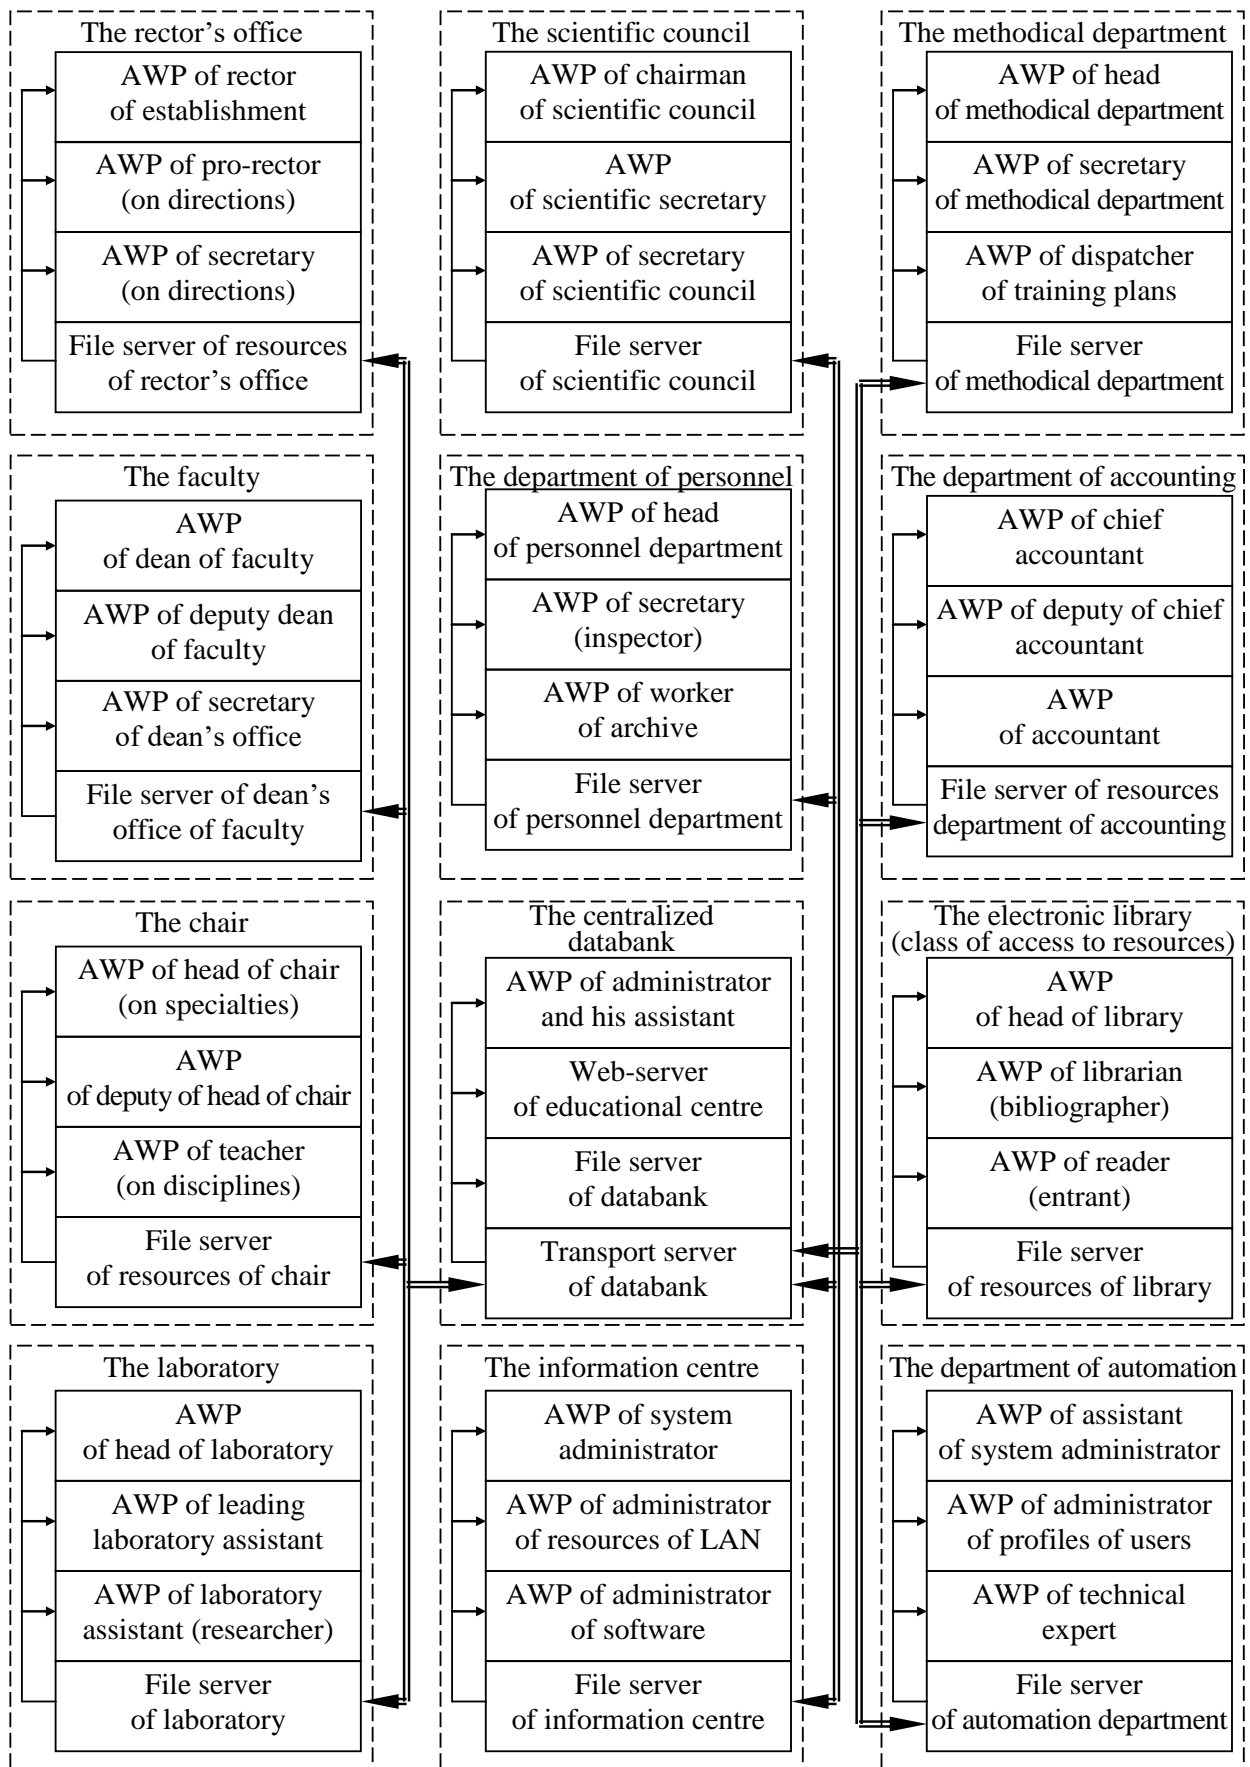 The rector’s office
AWP of rector
of establishment
AWP of pro-rector
(on directions)
AWP of secretary
(on directions)
File server of resources
of rector’s office
The scientific council
AWP of chairman
of scientific council
AWP
of scientific secretary
AWP of secretary
of scientific council
File server
of scientific council
The methodical department
AWP of head
of methodical department
AWP of secretary
of methodical department
AWP of dispatcher
of training plans
File server
of methodical department
The faculty
AWP
of dean of faculty
AWP of deputy dean
of faculty
AWP of secretary
of dean’s office
File server of dean’s
office of faculty
The department of personnel
AWP of head
of personnel department
AWP of secretary
(inspector)
AWP of worker
of archive
File server
of personnel department
The department of accounting
AWP of chief
accountant
AWP of deputy of chief
accountant
AWP
of accountant
File server of resources
department of accounting
The chair
AWP of head of chair
(on specialties)
AWP
of deputy of head of chair
AWP of teacher
(on disciplines)
File server
of resources of chair
The centralized
databank
AWP of administrator
and his assistant
Web-server
of educational centre
File server
of databank
Transport server
of databank
The electronic library
(class of access to resources)
AWP
of head of library
AWP of librarian
(bibliographer)
AWP of reader
(entrant)
File server
of resources of library
The laboratory
AWP
of head of laboratory
AWP of leading
laboratory assistant
AWP of laboratory
assistant (researcher)
File server
of laboratory
The information centre
AWP of system
administrator
AWP of administrator
of resources of LAN
AWP of administrator
of software
File server
of information centre
The department of automation
AWP of assistant
of system administrator
AWP of administrator
of profiles of users
AWP of technical
expert
File server
of automation department